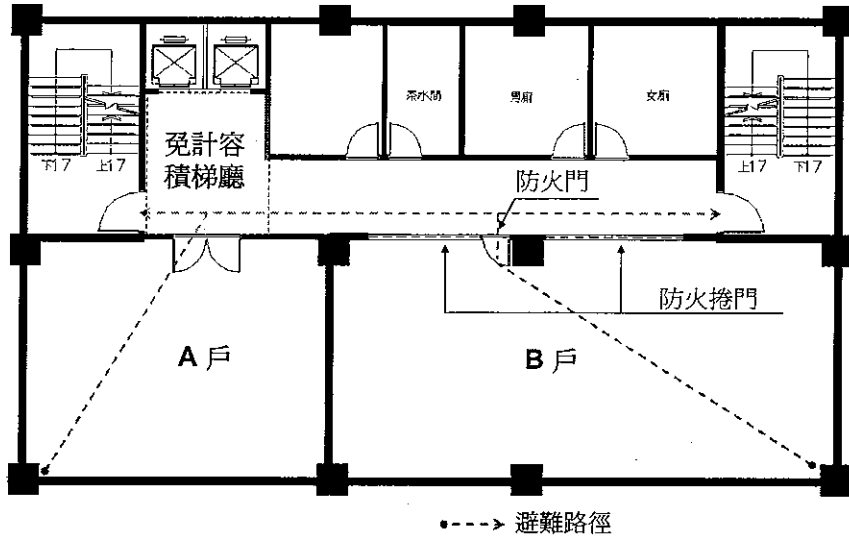 茶水間
男廁
女廁
免計容
積梯廳
下17
上17
上17
下17
防火門
防火捲門
A 戶
B 戶
避難路徑